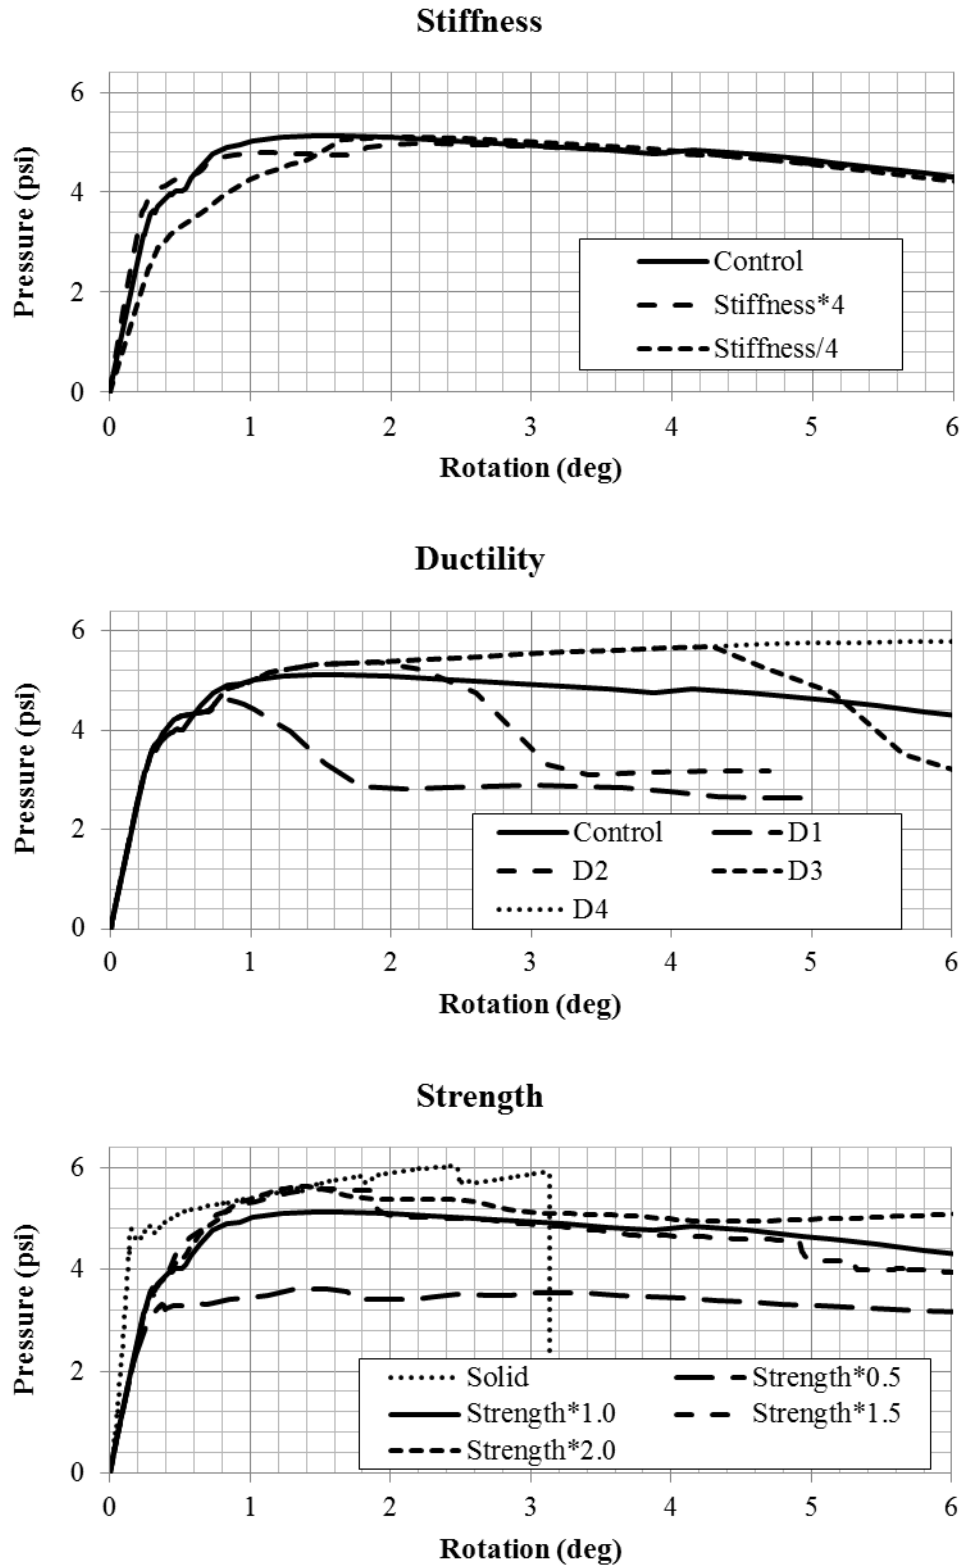 Stiffness
6
4
2
0
Pressure (psi)
Control
Stiffness*4
Stiffness/4
0 1 2 3 4 5 6
Rotation (deg)
Ductility
6
4
2
0
Pressure (psi)
Control D1
D2 D3
D4
0 1 2 3 4 5 6
Rotation (deg)
Strength
6
4
2
0
Pressure (psi)
Solid Strength*0.5
Strength*1.0 Strength*1.5
Strength*2.0
0 1 2 3 4 5 6
Rotation (deg)